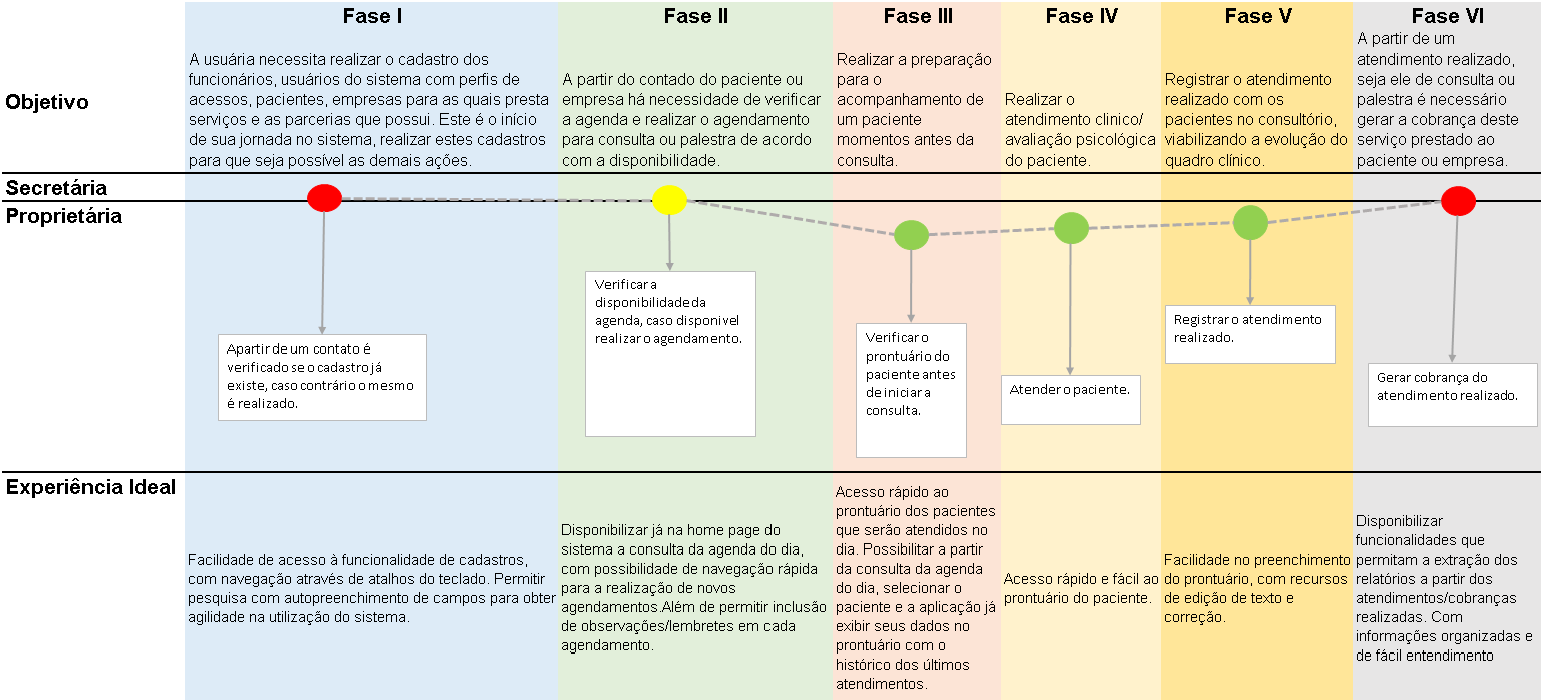 Fase I
Fase II
Fase III
Fase IV
Fase V
Fase VI
Objetivo
A usuária necessita realizar o cadastro dos
funcionários, usuários do sistema com perfis de
acessos, pacientes, empresas para as quais presta
serviços e as parcerias que possui. Este é o início
de sua jornada no sistema, realizar estes cadastros
para que seja possível as demais ações.
A partir do contado do paciente ou
empresa há necessidade de verificar
a agenda e realizar o agendamento
para consulta ou palestra de acordo
com a disponibilidade.
Realizar a preparação
para o
acompanhamento de
um paciente
momentos antes da
consulta.
Realizar o
atendimento clinico/
avaliação psicológica
do paciente.
Registrar o atendimento
realizado com os
pacientes no consultório,
viabilizando a evolução do
quadro clínico.
A partir de um
atendimento realizado,
seja ele de consulta ou
palestra é necessário
gerar a cobrança deste
serviço prestado ao
paciente ou empresa.
Secretária
Proprietária
Apartir de um contato é
verificado se o cadastro já
existe, caso contrário o mesmo
é realizado.
Verificar a
disponibilidade da
agenda, caso disponivel
realizar o agendamento.
Verificar o
prontuário do
paciente antes
de iniciar a
consulta.
Atender o paciente.
Registrar o atendimento
realizado.
Gerar cobrança do
atendimento realizado.
Experiência Ideal
Facilidade de acesso à funcionalidade de cadastros,
com navegação através de atalhos do teclado. Permitir
pesquisa com autopreenchimento de campos para obter
agilidade na utilização do sistema.
Disponibilizar já na home page do
sistema a consulta da agenda do dia,
com possibilidade de navegação rápida
para a realização de novos
agendamentos.Além de permitir inclusão
de observações/lembretes em cada
agendamento.
Acesso rápido ao
prontuário dos pacientes
que serão atendidos no
dia. Possibilitar a partir
da consulta da agenda
do dia, selecionar o
paciente e a aplicação já
exibir seus dados no
prontuário com o
histórico dos últimos
atendimentos.
Acesso rápido e fácil ao
prontuário do paciente.
Facilidade no preenchimento
do prontuário, com recursos
de edição de texto e
correção.
Disponibilizar
funcionalidades que
permitam a extração dos
relatórios a partir dos
atendimentos/cobranças
realizadas. Com
informações organizadas e
de fácil entendimento